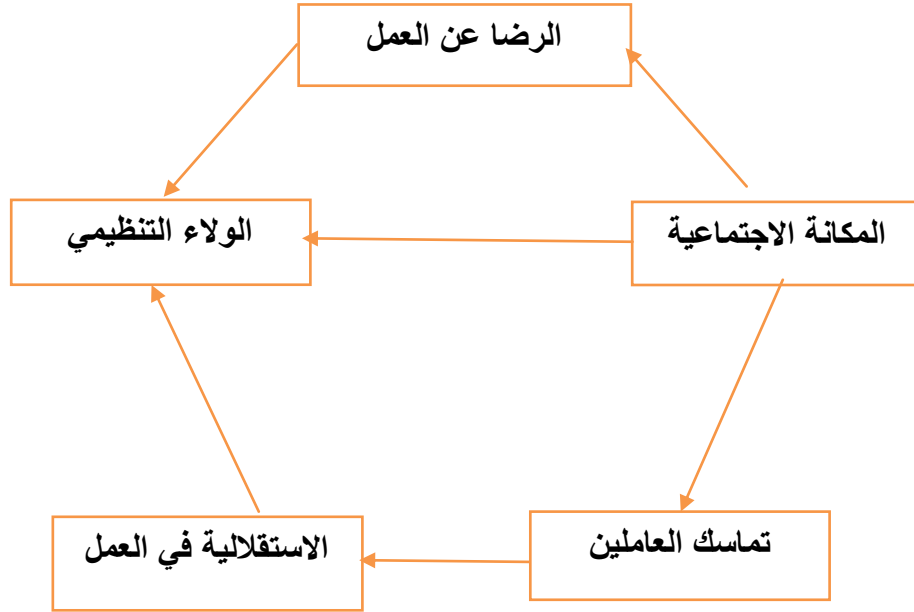 الرضا عن العمل
المكانة الاجتماعية
الولاء التنظيمي
تماسك العاملين
الاستقلالية في العمل